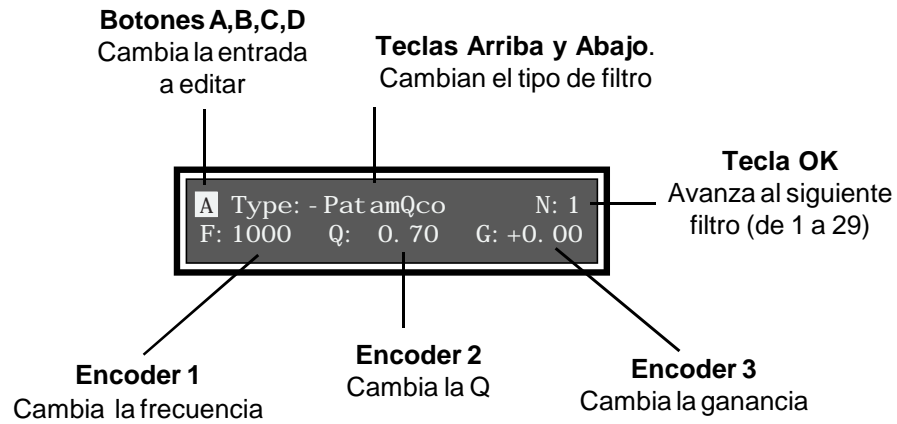 Botones A,B,C,D
Cambia la entrada
a editar
Teclas Arriba y Abajo.
Cambian el tipo de filtro
Tecla OK
Avanza al siguiente
filtro (de 1 a 29)
A Type: - PatamQco N: 1
F: 1000 Q: 0. 70 G: +0. 00
Encoder 1
Cambia la frecuencia
Encoder 2
Cambia la Q
Encoder 3
Cambia la ganancia